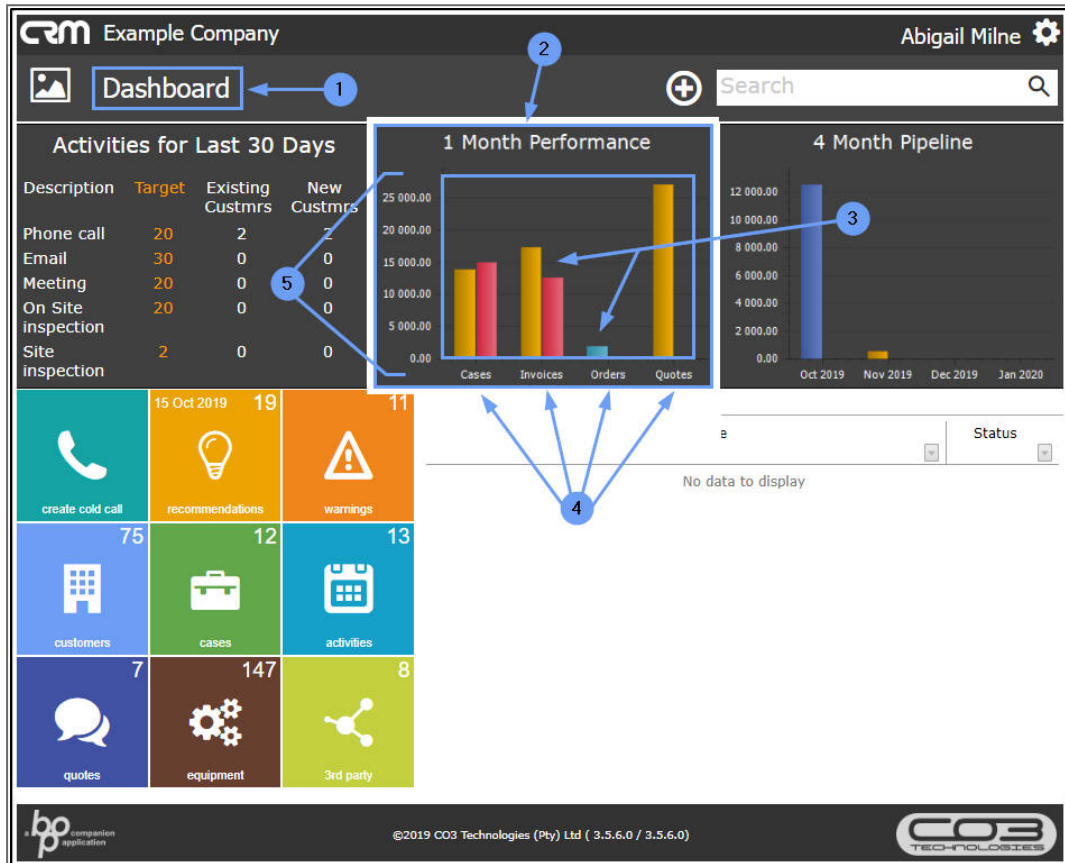 CRM Example Company
Abigail Milne
2
Dashboard
1
Search
Activities for Last 30 Days
Description Target Existing Custmrs New Custmrs
Phone call 20 2 2
Email 30 0 0
Meeting 20 0 0
On Site inspection 20 0 0
Site inspection 2 0 0
1 Month Performance
25 000.00
20 000.00
15 000.00
10 000.00
5 000.00
0.00
Cases Invoices Orders Quotes
3
5
4
4 Month Pipeline
12 000.00
10 000.00
8 000.00
6 000.00
4 000.00
2 000.00
0.00
Oct 2019 Nov 2019 Dec 2019 Jan 2020
create cold call
15 Oct 2019 19
recommendations
11
warnings
75
customers
12
cases
13
activities
7
quotes
147
equipment
8
3rd party
e
Status
No data to display
a bpo companion application
©2019 CO3 Technologies (Pty) Ltd ( 3.5.6.0 / 3.5.6.0)
CO3
TECHNOLOGIES